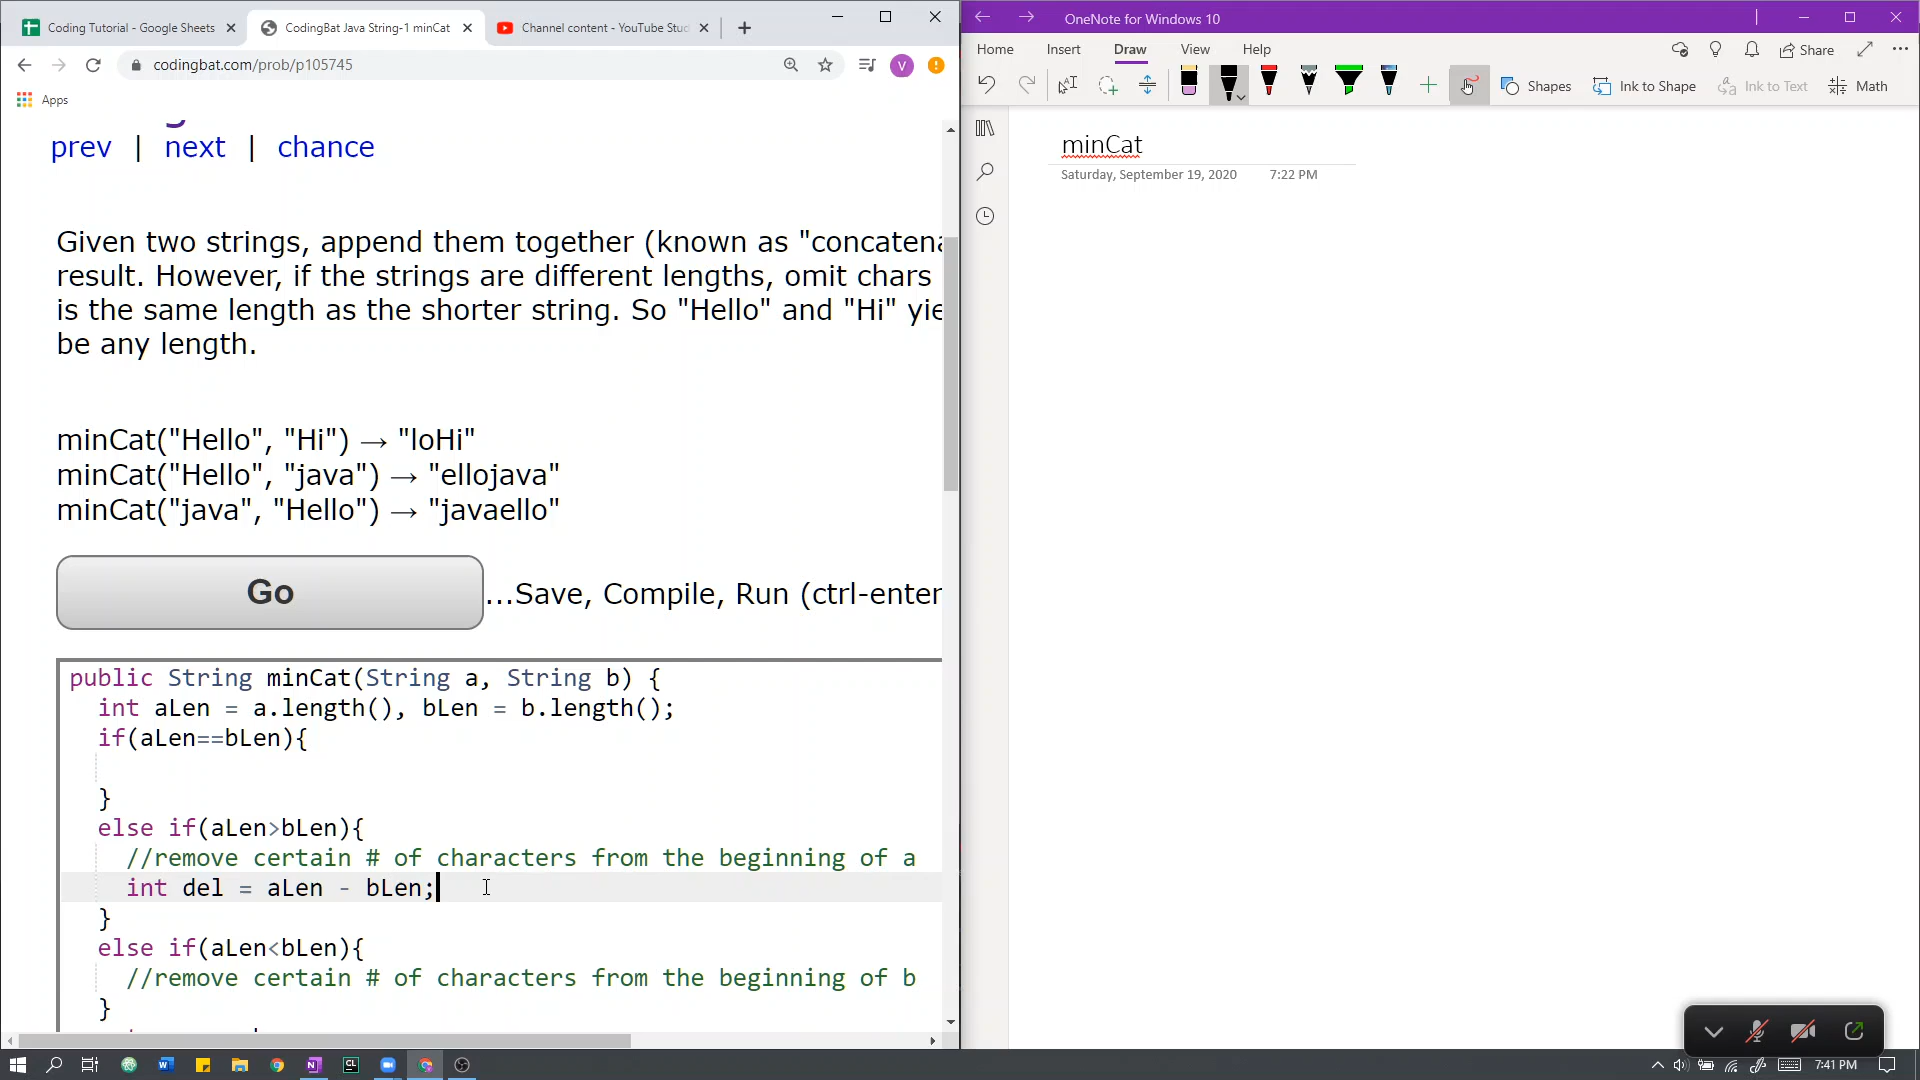 Coding Tutorial - Google Sheets
CodingBat Java String-1 minCat
Channel content - YouTube Stud
codingbat.com/prob/p105745
V
Apps
prev | next | chance
Given two strings, append them together (known as "concatena
result. However, if the strings are different lengths, omit chars
is the same length as the shorter string. So "Hello" and "Hi" yie
be any length.
minCat("Hello", "Hi") → "loHi"
minCat("Hello", "java") → "ellojava"
minCat("java", "Hello") → "javaello"
Go
...Save, Compile, Run (ctrl-enter
public String minCat(String a, String b) {
int aLen = a.length(), bLen = b.length();
if(aLen==bLen){
}
else if(aLen>bLen){
//remove certain # of characters from the beginning of a
int del = aLen - bLen;
}
else if(aLen<bLen){
//remove certain # of characters from the beginning of b
}
OneNote for Windows 10
Home Insert Draw View Help
Share
Shapes Ink to Shape Ink to Text Math
minCat
Saturday, September 19, 2020 7:22 PM
7:41 PM